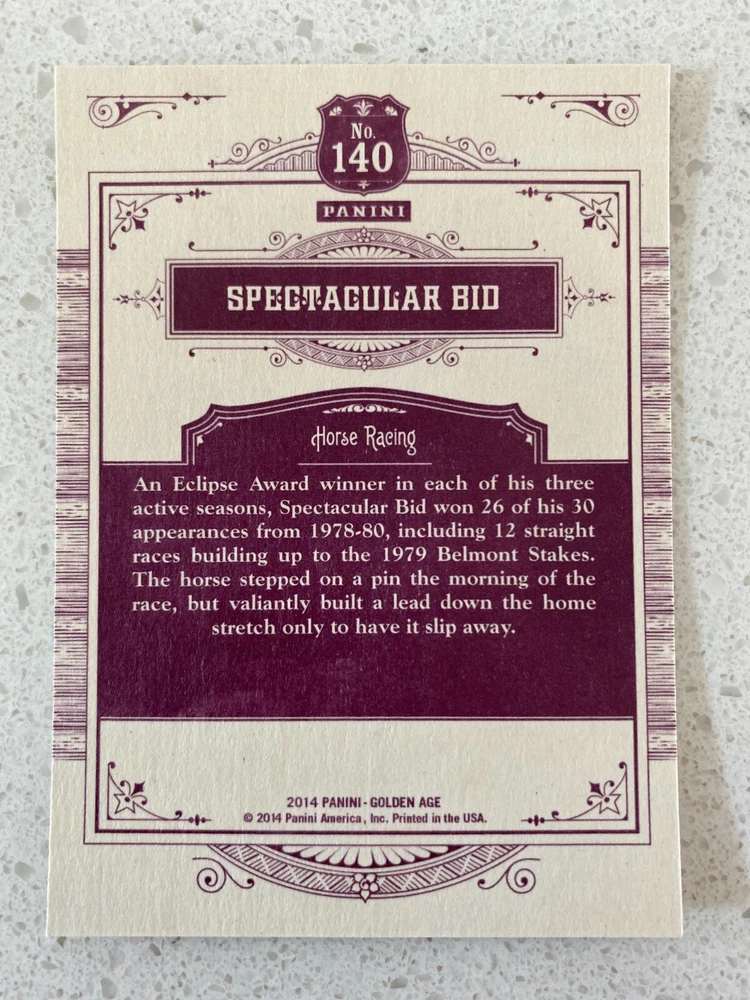 No.
140
PANINI
SPECTACULAR BID
Horse Racing
An Eclipse Award winner in each of his three
active seasons, Spectacular Bid won 26 of his 30
appearances from 1978-80, including 12 straight
races building up to the 1979 Belmont Stakes.
The horse stepped on a pin the morning of the
race, but valiantly built a lead down the home
stretch only to have it slip away.
2014 PANINI - GOLDEN AGE
© 2014 Panini America, Inc. Printed in the USA.